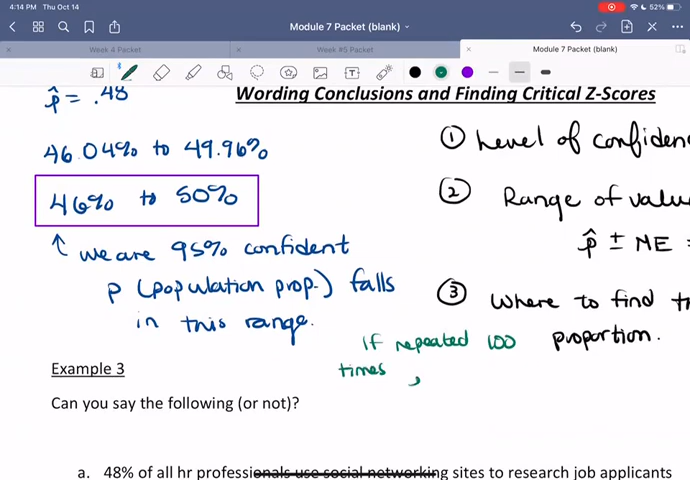 4:14 PM Thu Oct 14
52%
Module 7 Packet (blank)
Week 4 Packet
Week #5 Packet
Module 7 Packet (blank)
p̂ = .48
Wording Conclusions and Finding Critical Z-Scores
46.04% to 49.96%
46% to 50%
↑ we are 95% confident
p (population prop.) falls
in this range.
① Level of confiden
② Range of valu
p̂ ± ME =
③ Where to find t
proportion.
If repeated 100
times ,
Example 3
Can you say the following (or not)?
a. 48% of all hr professionals use social networking sites to research job applicants